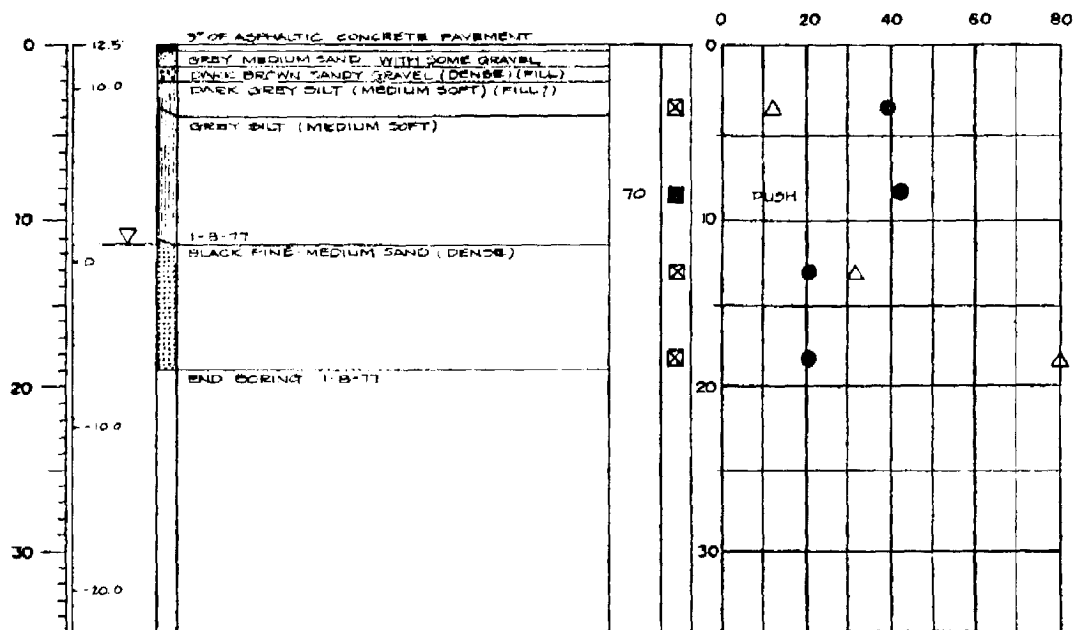 0 20 40 60 80
0 12.5 3" OF ASPHALTIC CONCRETE PAVEMENT 0
GREY MEDIUM SAND WITH SOME GRAVEL
DARK BROWN SANDY GRAVEL (DENSE) (FILL)
10.0 DARK GREY SILT (MEDIUM SOFT) (FILL?)
GREY SILT (MEDIUM SOFT)
70 PUSH
10 10
1-8-77
BLACK FINE-MEDIUM SAND (DENSE)
0
END BORING 1-8-77
20 20
-10.0
30 30
-20.0